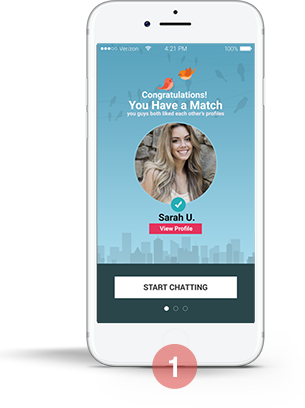 Verizon 4:21 PM 100%
Congratulations!
You Have a Match
you guys both liked each other's profiles
Sarah U.
View Profile
START CHATTING
1